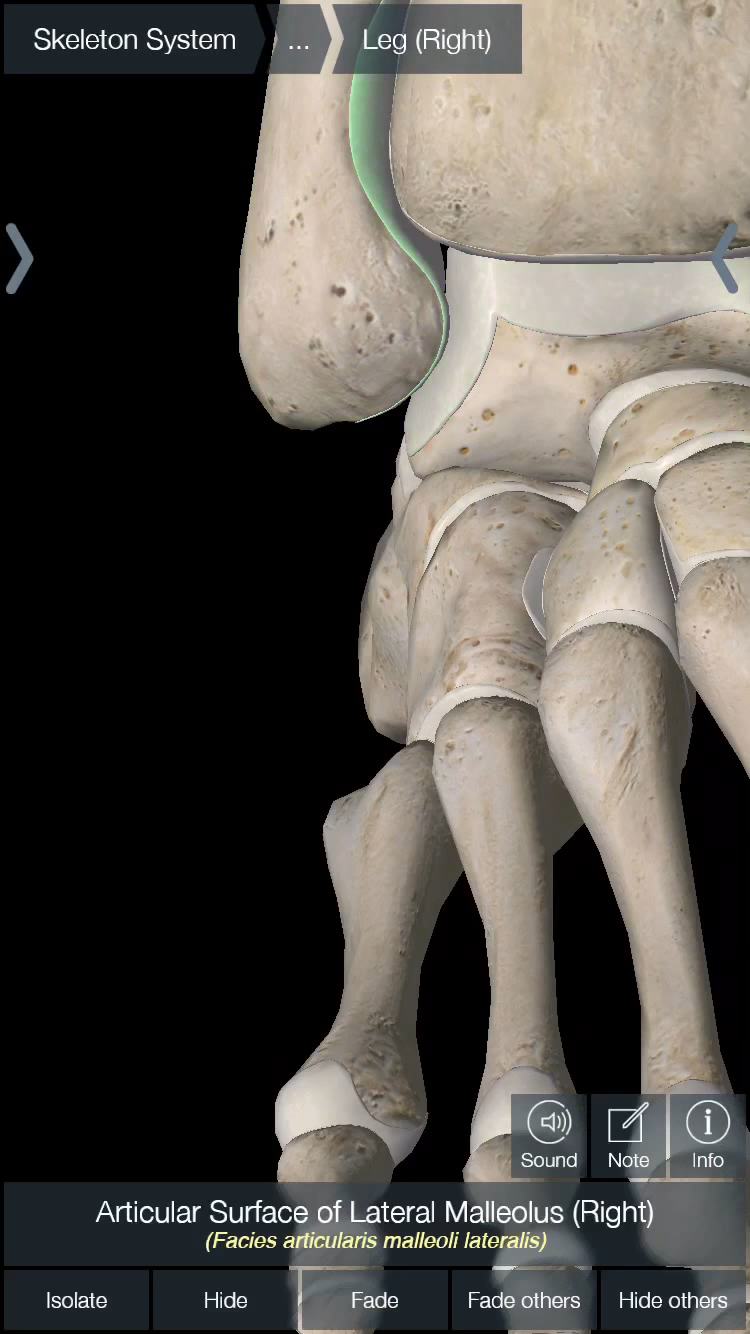 Skeleton System ... Leg (Right)
Sound Note Info
Articular Surface of Lateral Malleolus (Right)
(Facies articularis malleoli lateralis)
Isolate Hide Fade Fade others Hide others